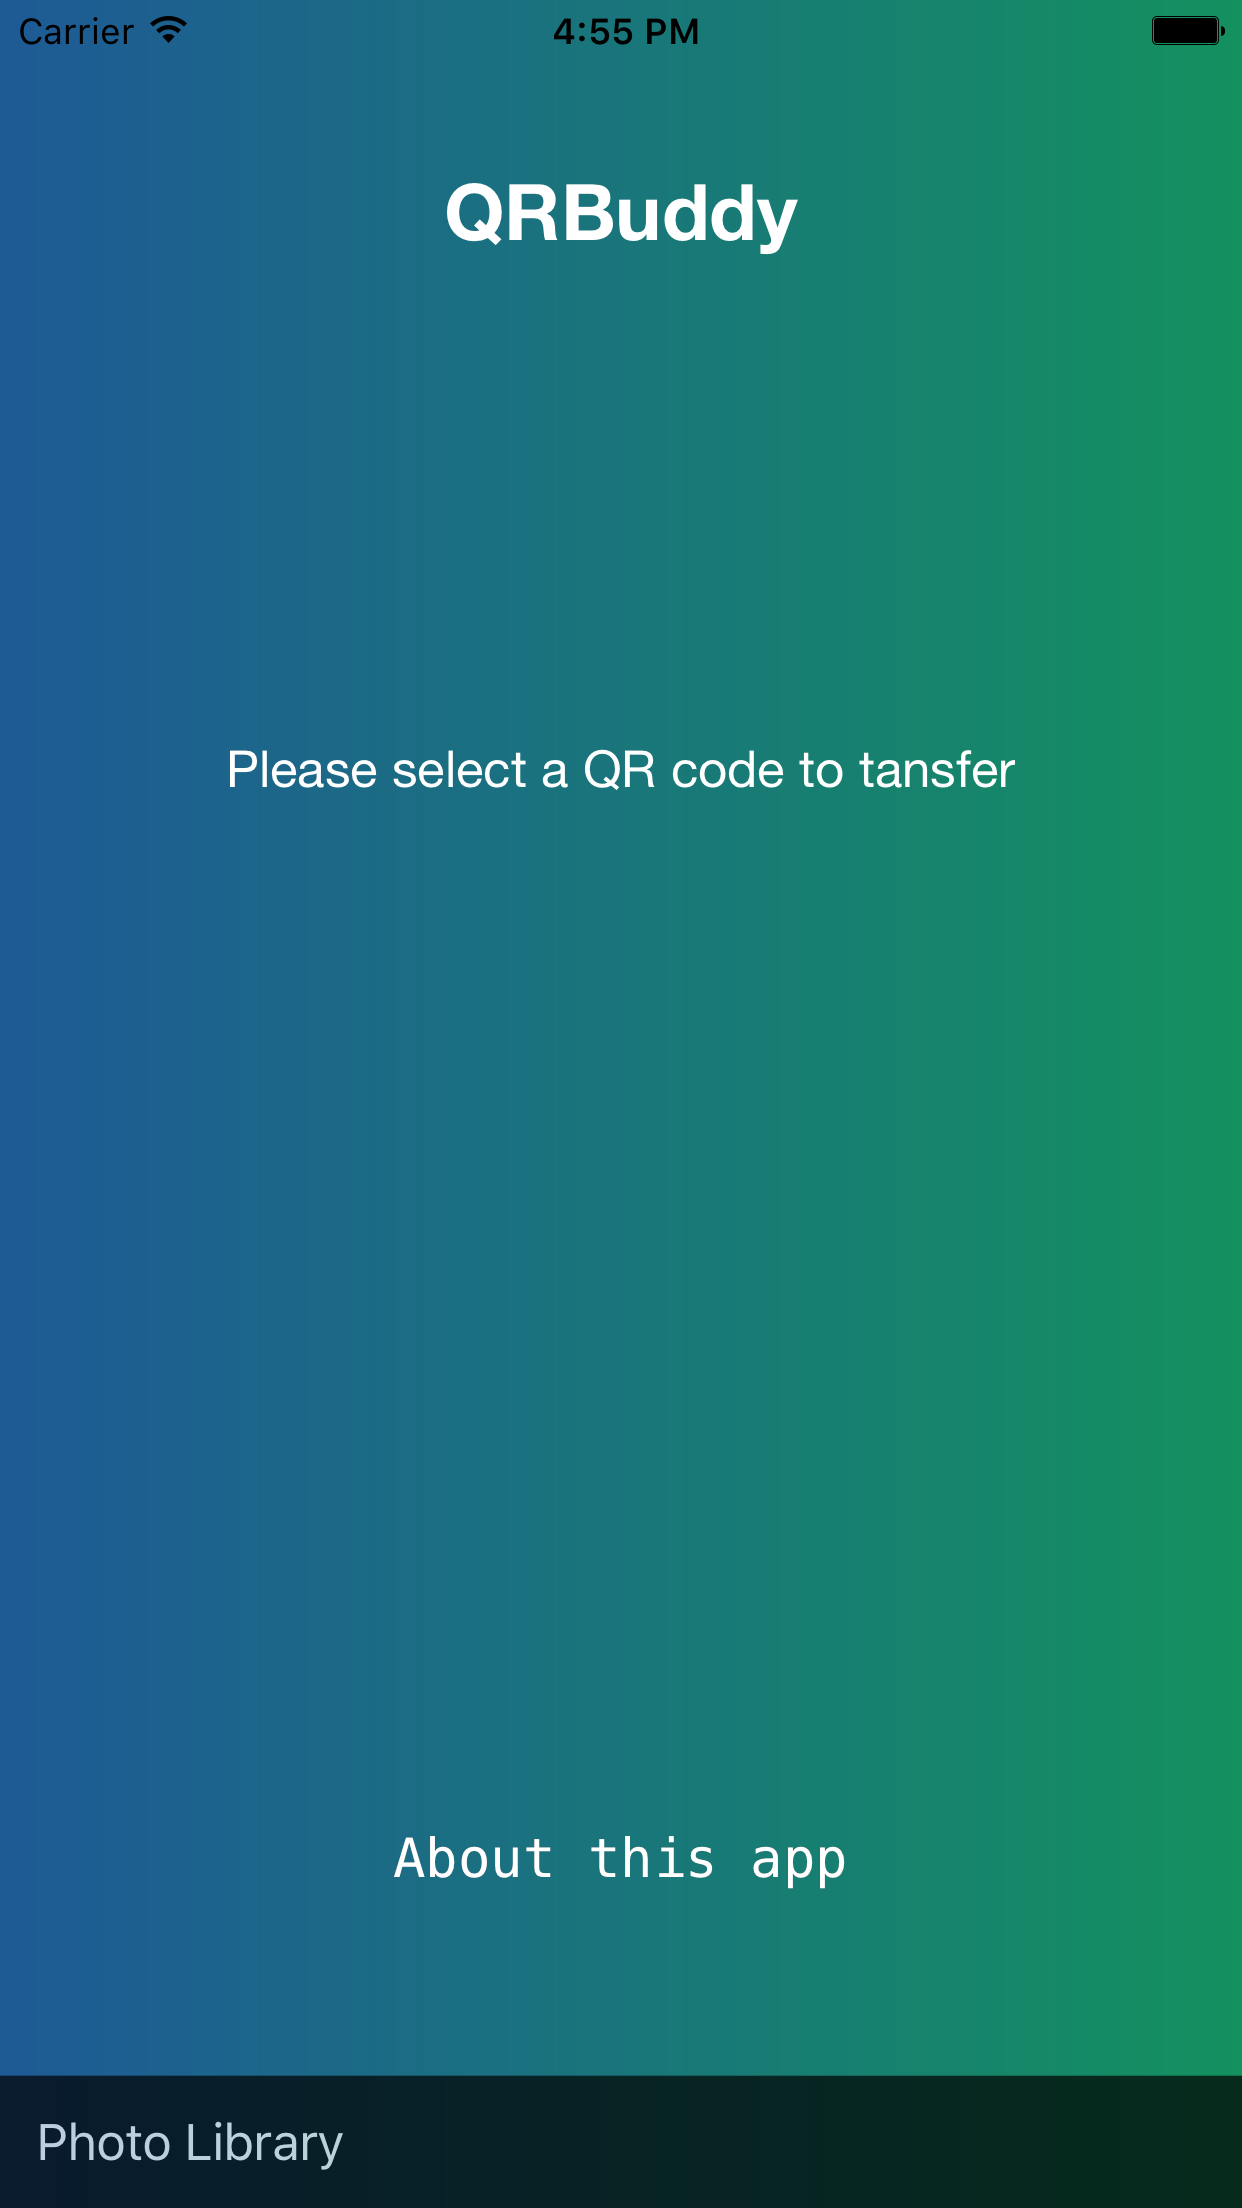 Carrier 4:55 PM
QRBuddy
Please select a QR code to tansfer
About this app
Photo Library